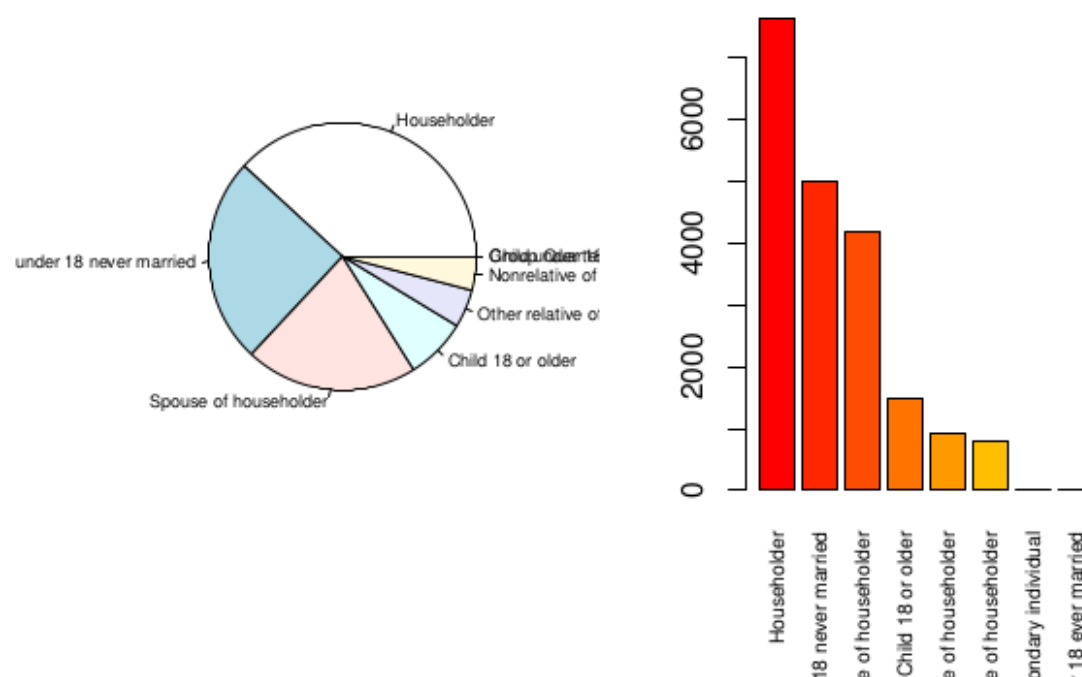 Householder
under 18 never married
Spouse of householder
Child 18 or older
Other relative of
Nonrelative of
6000
4000
2000
0
Householder
18 never married
e of householder
Child 18 or older
e of householder
e of householder
ondary individual
18 ever married